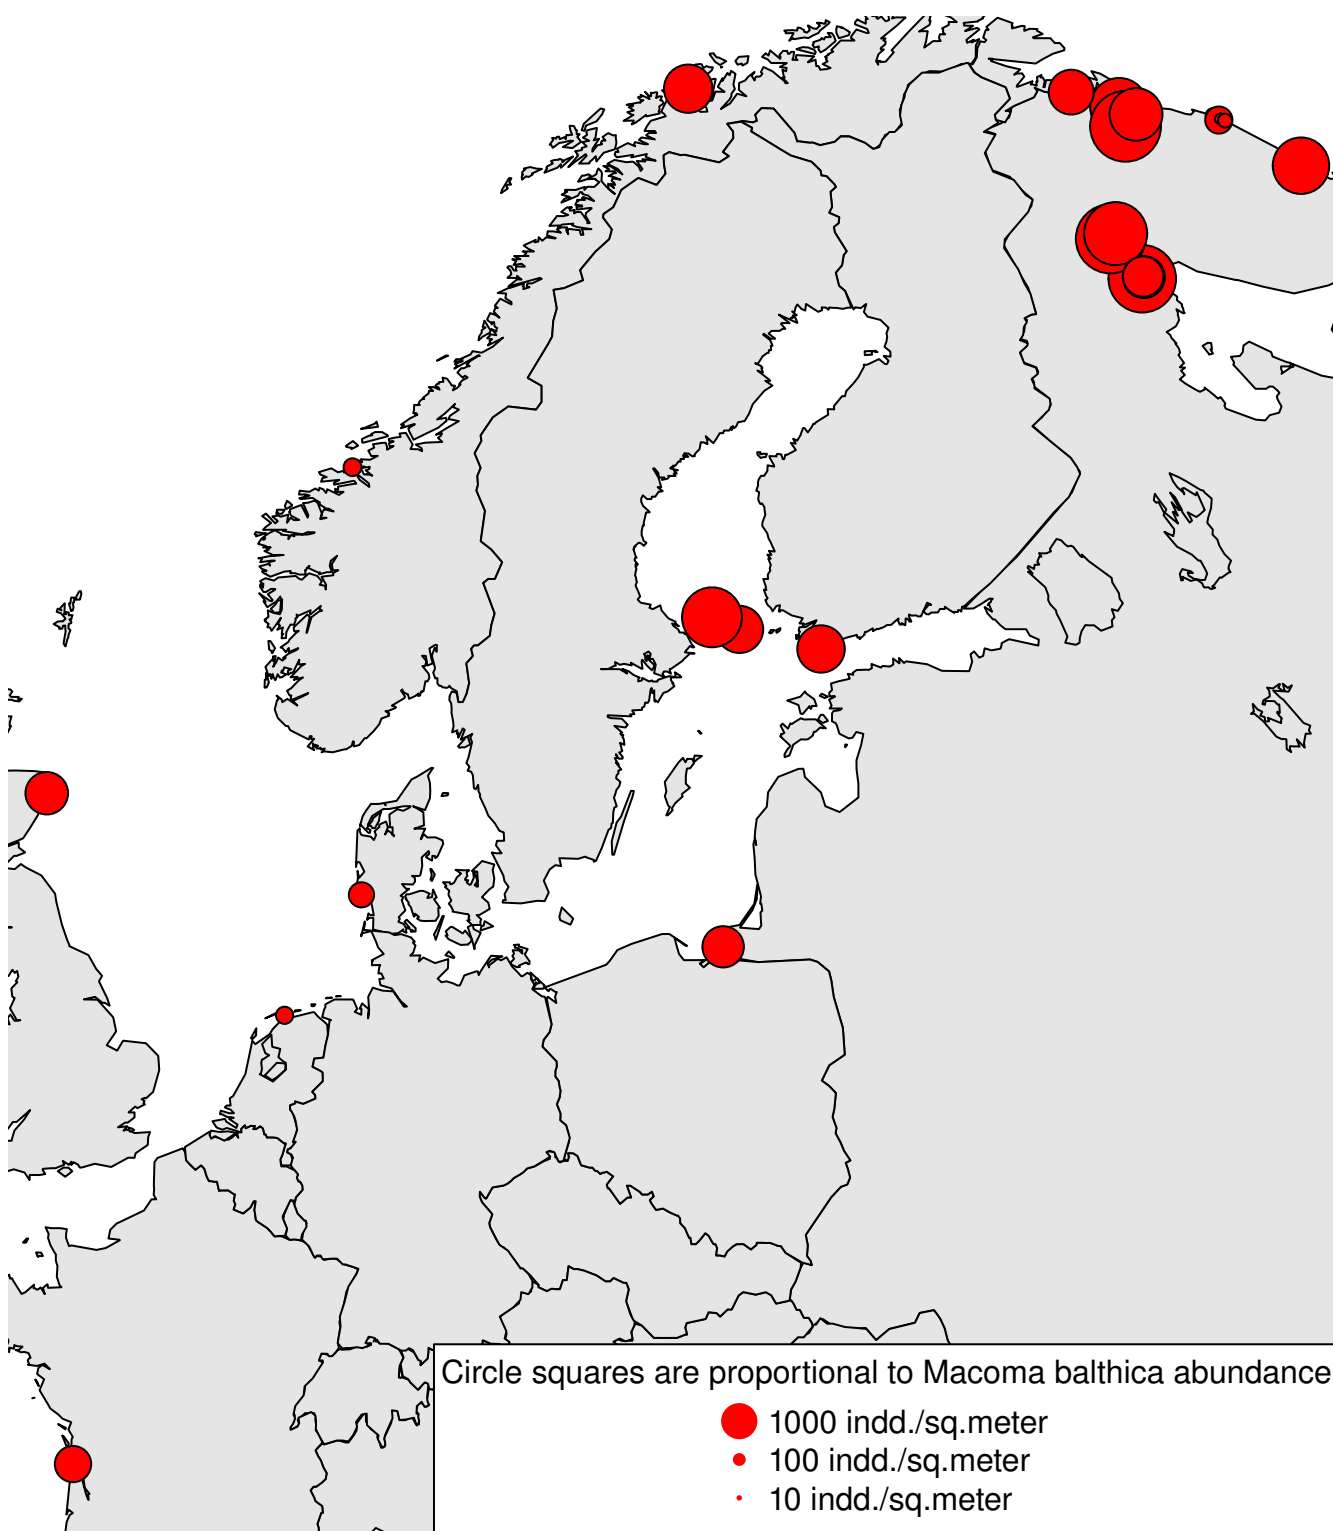 Circle squares are proportional to Macoma balthica abundance
1000 indd./sq.meter
100 indd./sq.meter
10 indd./sq.meter